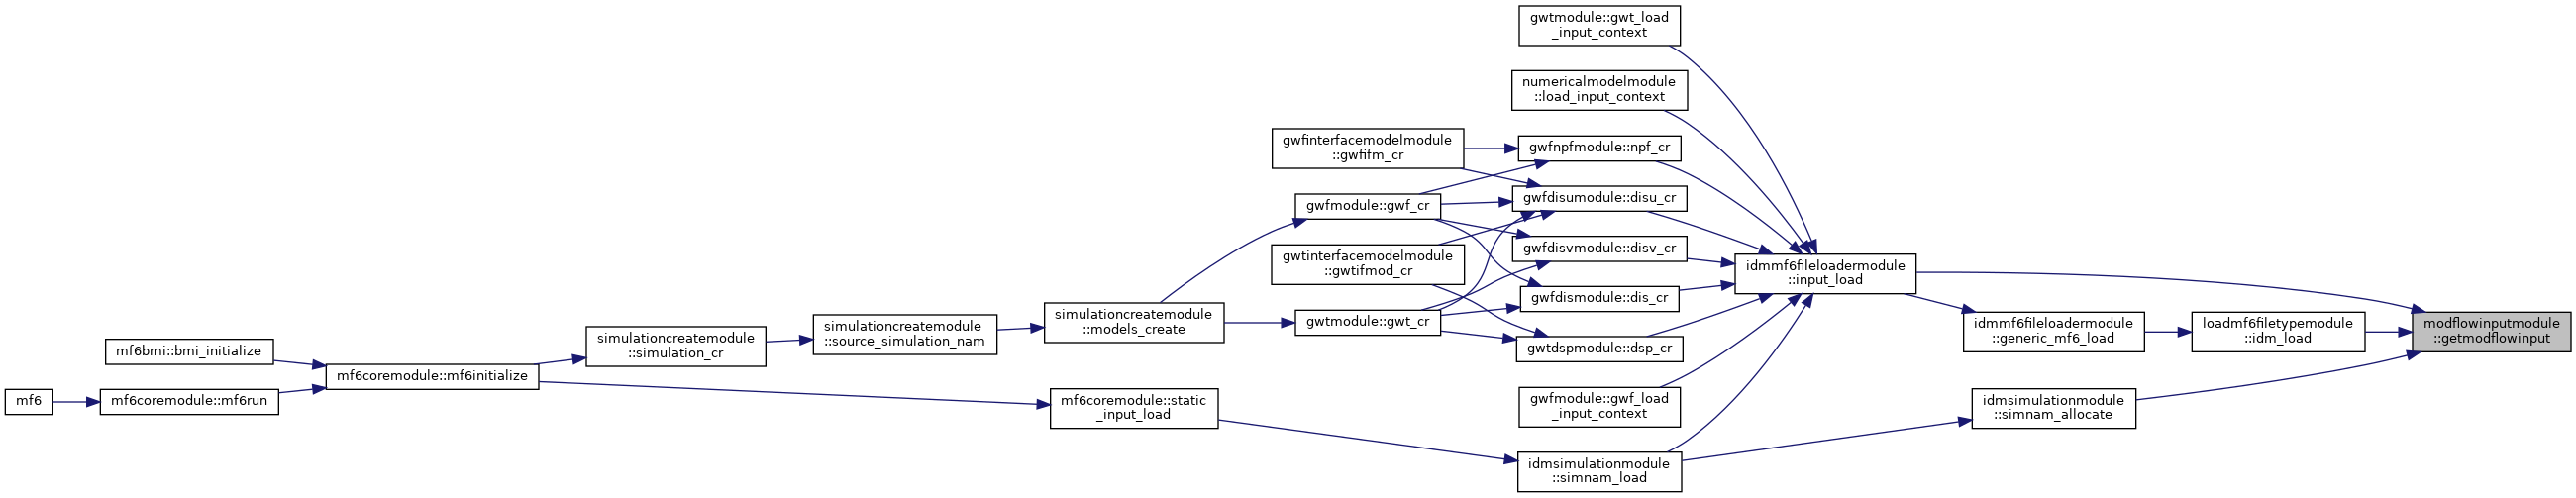 gwtmodule::gwt_load
_input_context
numericalmodelmodule
::load_input_context
gwfinterfacemodelmodule
::gwfifm_cr
gwfnpfmodule::npf_cr
gwfmodule::gwf_cr
gwfdisumodule::disu_cr
gwtinterfacemodelmodule
::gwtifmod_cr
gwfdisvmodule::disv_cr
idmmf6fileloadermodule
::input_load
gwfdismodule::dis_cr
simulationcreatemodule
::models_create
gwtmodule::gwt_cr
gwtdspmodule::dsp_cr
idmmf6fileloadermodule
::generic_mf6_load
loadmf6filetypemodule
::idm_load
modflowinputmodule
::getmodflowinput
simulationcreatemodule
::source_simulation_nam
simulationcreatemodule
::simulation_cr
mf6bmi::bmi_initialize
mf6coremodule::mf6initialize
mf6
mf6coremodule::mf6run
mf6coremodule::static
_input_load
gwfmodule::gwf_load
_input_context
idmsimulationmodule
::simnam_allocate
idmsimulationmodule
::simnam_load